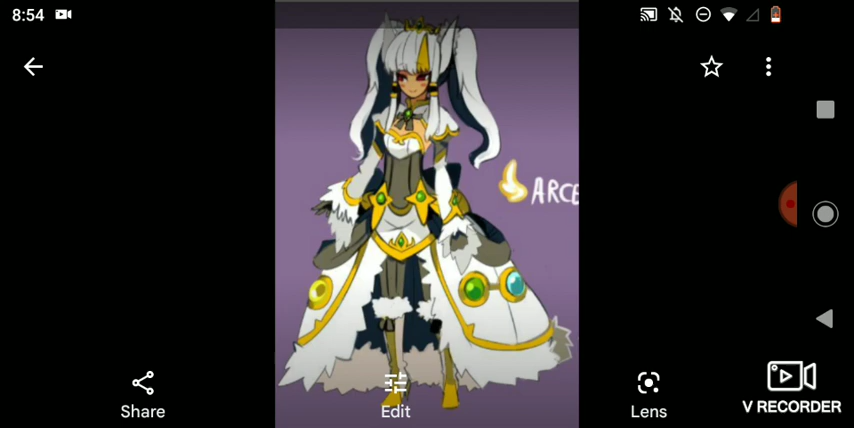 8:54
ARCE
Share
Edit
Lens
V RECORDER